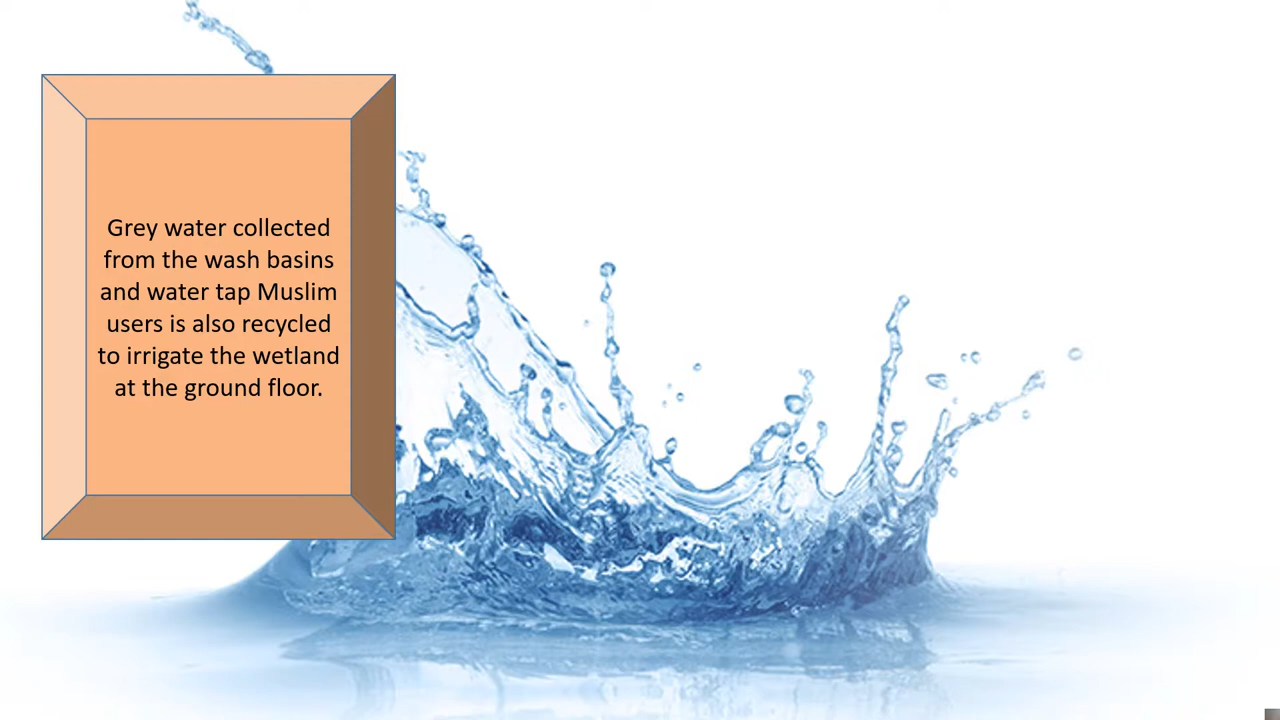 Grey water collected
from the wash basins
and water tap Muslim
users is also recycled
to irrigate the wetland
at the ground floor.